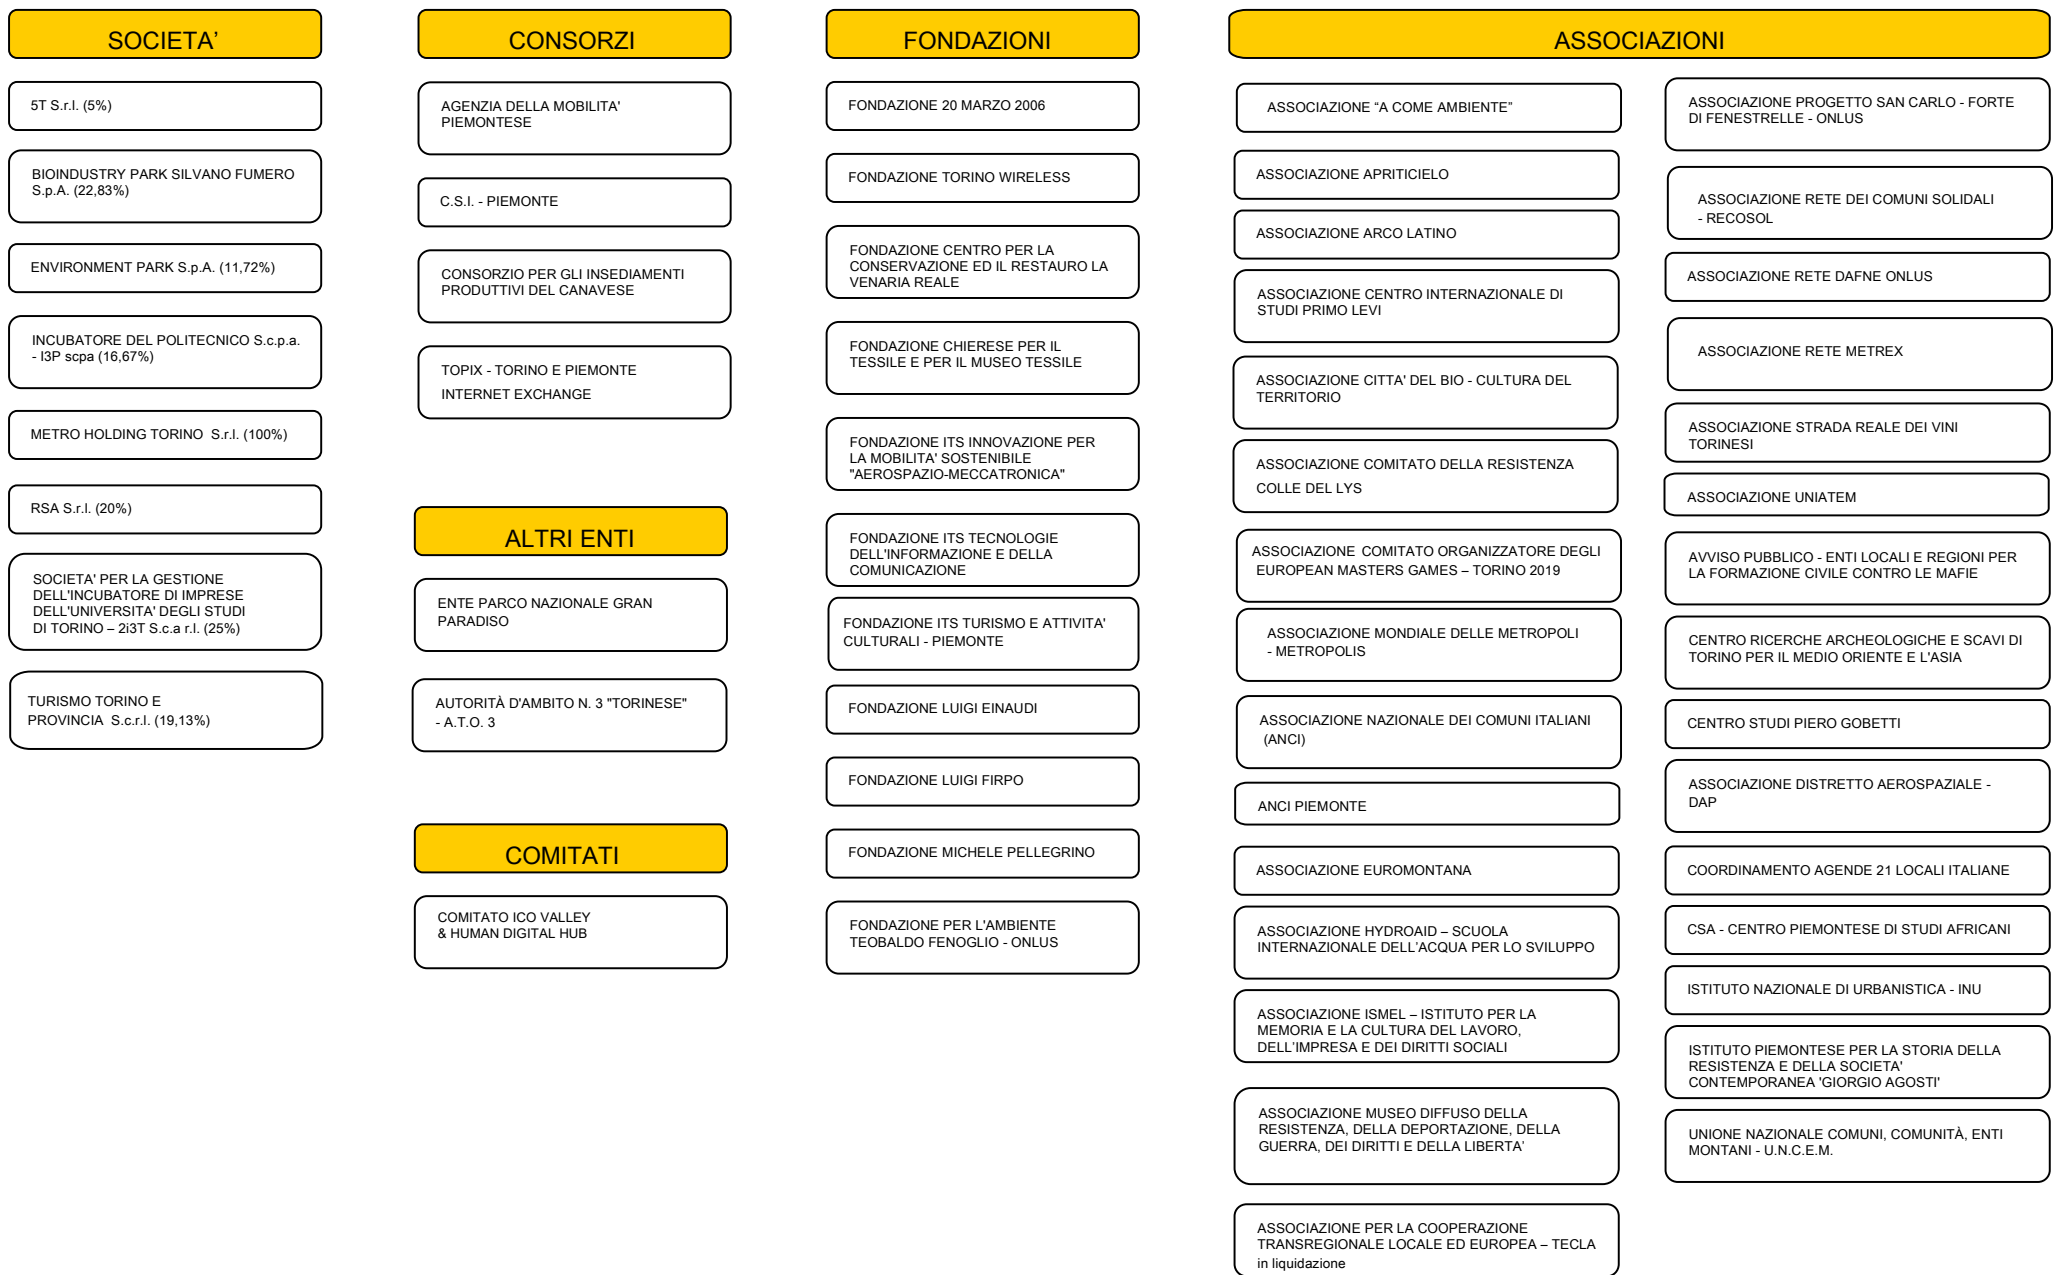 SOCIETA’
5T S.r.l. (5%)
BIOINDUSTRY PARK SILVANO FUMERO
S.p.A. (22,83%)
ENVIRONMENT PARK S.p.A. (11,72%)
INCUBATORE DEL POLITECNICO S.c.p.a.
- I3P scpa (16,67%)
METRO HOLDING TORINO S.r.l. (100%)
RSA S.r.l. (20%)
SOCIETA' PER LA GESTIONE
DELL'INCUBATORE DI IMPRESE
DELL'UNIVERSITA' DEGLI STUDI
DI TORINO – 2i3T S.c.a r.l. (25%)
TURISMO TORINO E
PROVINCIA S.c.r.l. (19,13%)
CONSORZI
AGENZIA DELLA MOBILITA'
PIEMONTESE
C.S.I. - PIEMONTE
CONSORZIO PER GLI INSEDIAMENTI
PRODUTTIVI DEL CANAVESE
TOPIX - TORINO E PIEMONTE
INTERNET EXCHANGE
ALTRI ENTI
ENTE PARCO NAZIONALE GRAN
PARADISO
AUTORITÀ D'AMBITO N. 3 "TORINESE"
- A.T.O. 3
COMITATI
COMITATO ICO VALLEY
& HUMAN DIGITAL HUB
FONDAZIONI
FONDAZIONE 20 MARZO 2006
FONDAZIONE TORINO WIRELESS
FONDAZIONE CENTRO PER LA
CONSERVAZIONE ED IL RESTAURO LA
VENARIA REALE
FONDAZIONE CHIERESE PER IL
TESSILE E PER IL MUSEO TESSILE
FONDAZIONE ITS INNOVAZIONE PER
LA MOBILITA' SOSTENIBILE
"AEROSPAZIO-MECCATRONICA"
FONDAZIONE ITS TECNOLOGIE
DELL'INFORMAZIONE E DELLA
COMUNICAZIONE
FONDAZIONE ITS TURISMO E ATTIVITA'
CULTURALI - PIEMONTE
FONDAZIONE LUIGI EINAUDI
FONDAZIONE LUIGI FIRPO
FONDAZIONE MICHELE PELLEGRINO
FONDAZIONE PER L'AMBIENTE
TEOBALDO FENOGLIO - ONLUS
ASSOCIAZIONI
ASSOCIAZIONE “A COME AMBIENTE”
ASSOCIAZIONE APRITICIELO
ASSOCIAZIONE ARCO LATINO
ASSOCIAZIONE CENTRO INTERNAZIONALE DI
STUDI PRIMO LEVI
ASSOCIAZIONE CITTA' DEL BIO - CULTURA DEL
TERRITORIO
ASSOCIAZIONE COMITATO DELLA RESISTENZA
COLLE DEL LYS
ASSOCIAZIONE COMITATO ORGANIZZATORE DEGLI
EUROPEAN MASTERS GAMES – TORINO 2019
ASSOCIAZIONE MONDIALE DELLE METROPOLI
- METROPOLIS
ASSOCIAZIONE NAZIONALE DEI COMUNI ITALIANI
(ANCI)
ANCI PIEMONTE
ASSOCIAZIONE EUROMONTANA
ASSOCIAZIONE HYDROAID – SCUOLA
INTERNAZIONALE DELL’ACQUA PER LO SVILUPPO
ASSOCIAZIONE ISMEL – ISTITUTO PER LA
MEMORIA E LA CULTURA DEL LAVORO,
DELL’IMPRESA E DEI DIRITTI SOCIALI
ASSOCIAZIONE MUSEO DIFFUSO DELLA
RESISTENZA, DELLA DEPORTAZIONE, DELLA
GUERRA, DEI DIRITTI E DELLA LIBERTA’
ASSOCIAZIONE PER LA COOPERAZIONE
TRANSREGIONALE LOCALE ED EUROPEA – TECLA
in liquidazione
ASSOCIAZIONE PROGETTO SAN CARLO - FORTE
DI FENESTRELLE - ONLUS
ASSOCIAZIONE RETE DEI COMUNI SOLIDALI
- RECOSOL
ASSOCIAZIONE RETE DAFNE ONLUS
ASSOCIAZIONE RETE METREX
ASSOCIAZIONE STRADA REALE DEI VINI
TORINESI
ASSOCIAZIONE UNIATEM
AVVISO PUBBLICO - ENTI LOCALI E REGIONI PER
LA FORMAZIONE CIVILE CONTRO LE MAFIE
CENTRO RICERCHE ARCHEOLOGICHE E SCAVI DI
TORINO PER IL MEDIO ORIENTE E L'ASIA
CENTRO STUDI PIERO GOBETTI
ASSOCIAZIONE DISTRETTO AEROSPAZIALE -
DAP
COORDINAMENTO AGENDE 21 LOCALI ITALIANE
CSA - CENTRO PIEMONTESE DI STUDI AFRICANI
ISTITUTO NAZIONALE DI URBANISTICA - INU
ISTITUTO PIEMONTESE PER LA STORIA DELLA
RESISTENZA E DELLA SOCIETA'
CONTEMPORANEA 'GIORGIO AGOSTI'
UNIONE NAZIONALE COMUNI, COMUNITÀ, ENTI
MONTANI - U.N.C.E.M.